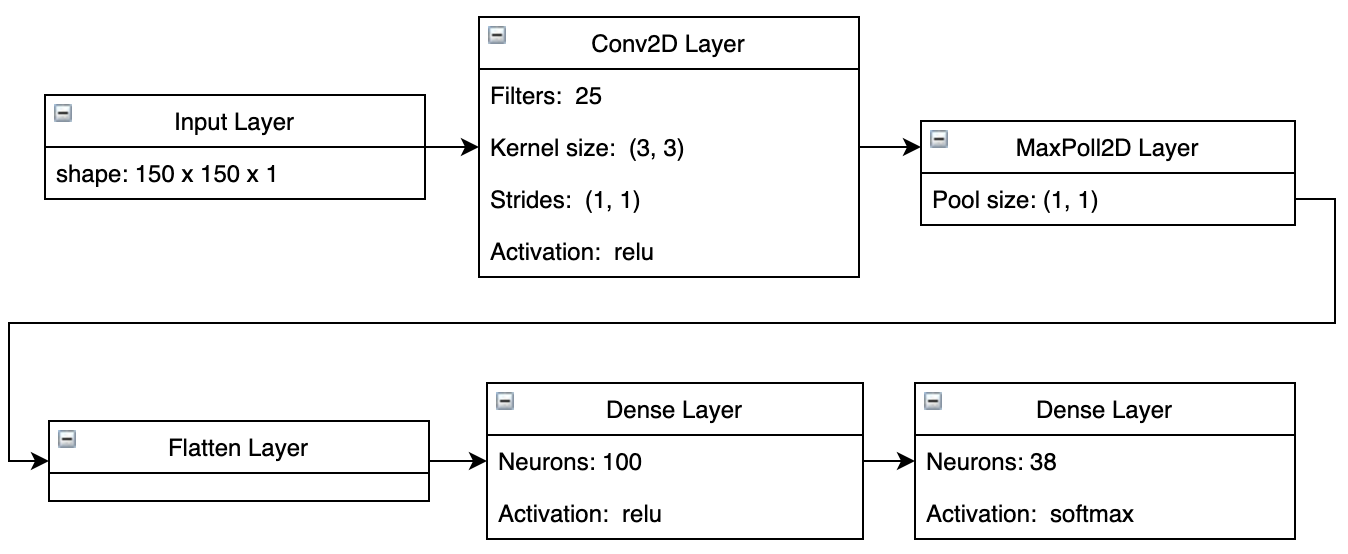 Input Layer
shape: 150 x 150 x 1
Conv2D Layer
Filters:  25
Kernel size:  (3, 3)
Strides:  (1, 1)
Activation:  relu
MaxPoll2D Layer
Pool size: (1, 1)
Flatten Layer
Dense Layer
Neurons: 100
Activation:  relu
Dense Layer
Neurons: 38
Activation:  softmax